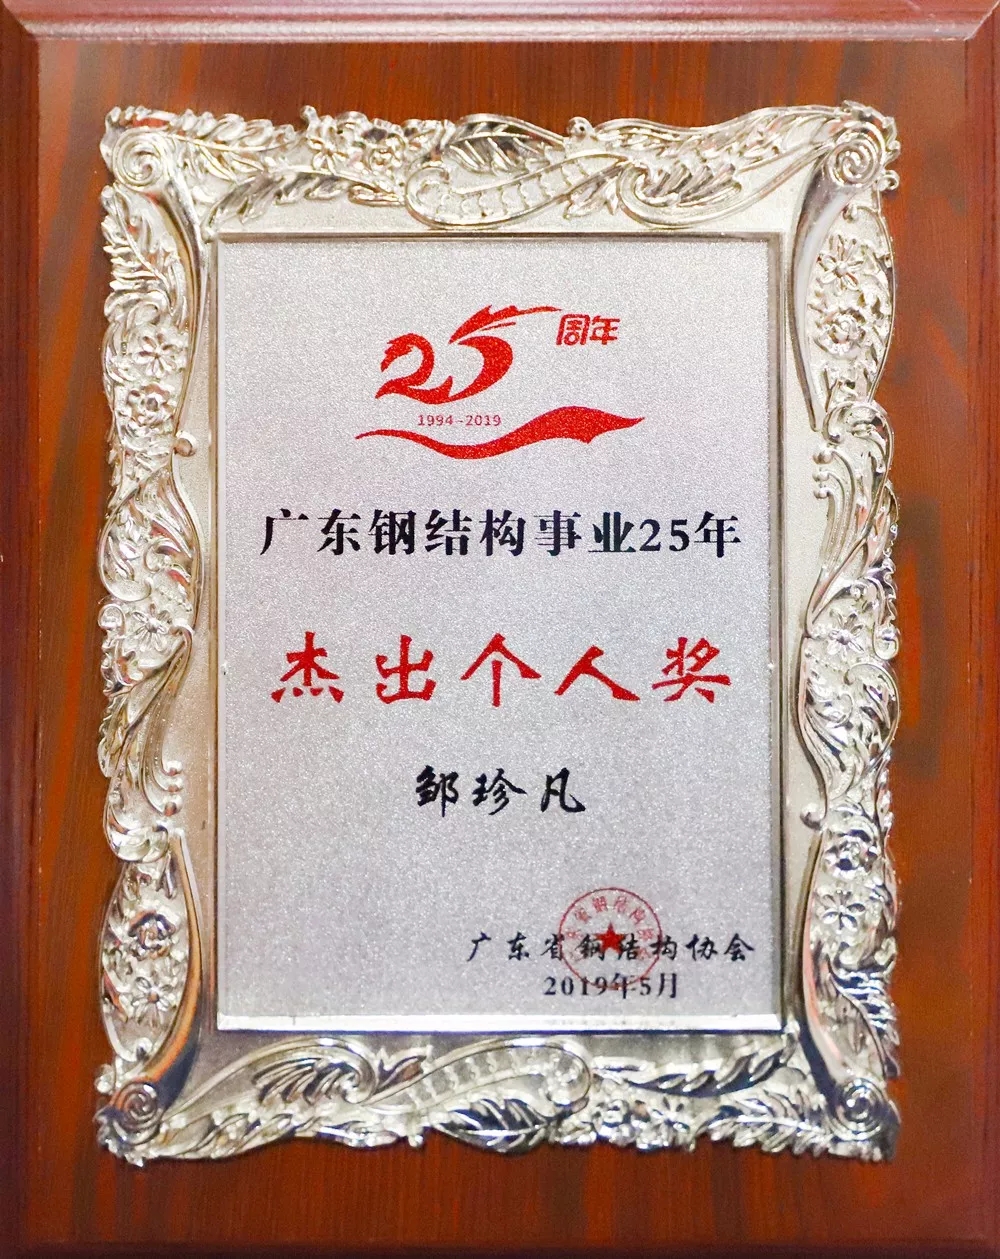 25周年
1994-2019
广东钢结构事业25年
杰出个人奖
邹珍凡
广东省钢结构协会
2019年5月